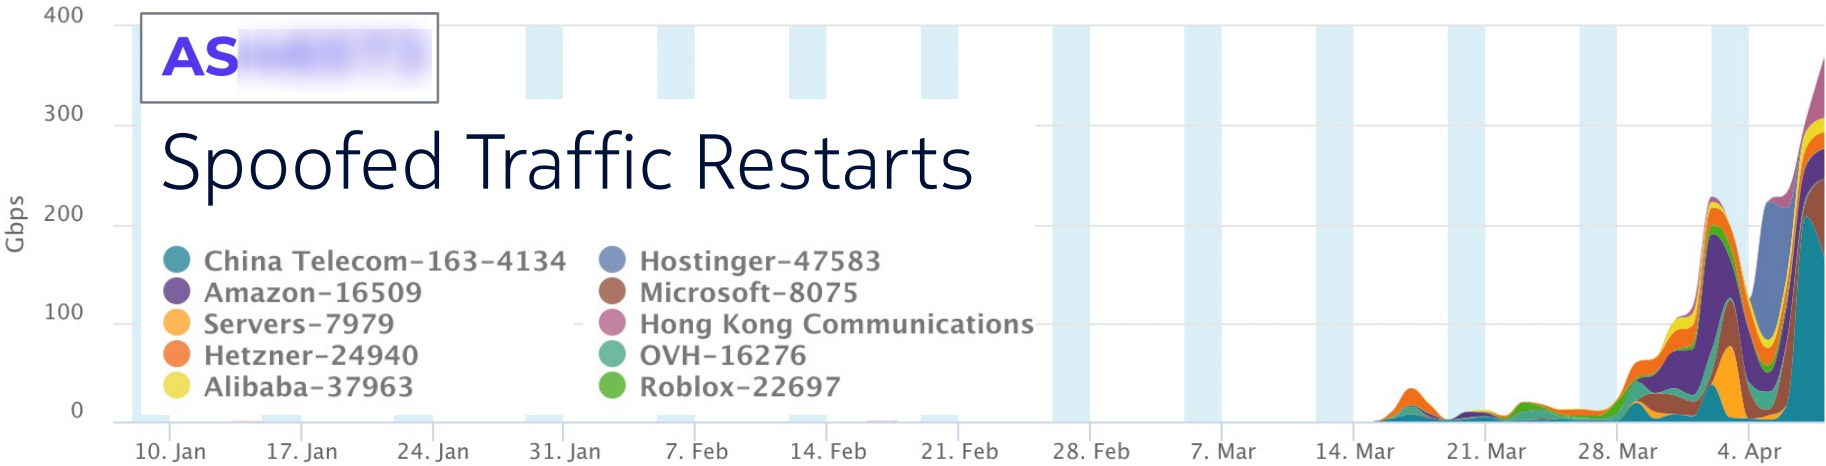 400
AS
300
Spoofed Traffic Restarts
Gbps
200
China Telecom-163-4134
Hostinger-47583
Amazon-16509
Microsoft-8075
100
Servers-7979
Hong Kong Communications
Hetzner-24940
OVH-16276
Alibaba-37963
Roblox-22697
0
10. Jan 17. Jan 24. Jan 31. Jan 7. Feb 14. Feb 21. Feb 28. Feb 7. Mar 14. Mar 21. Mar 28. Mar 4. Apr